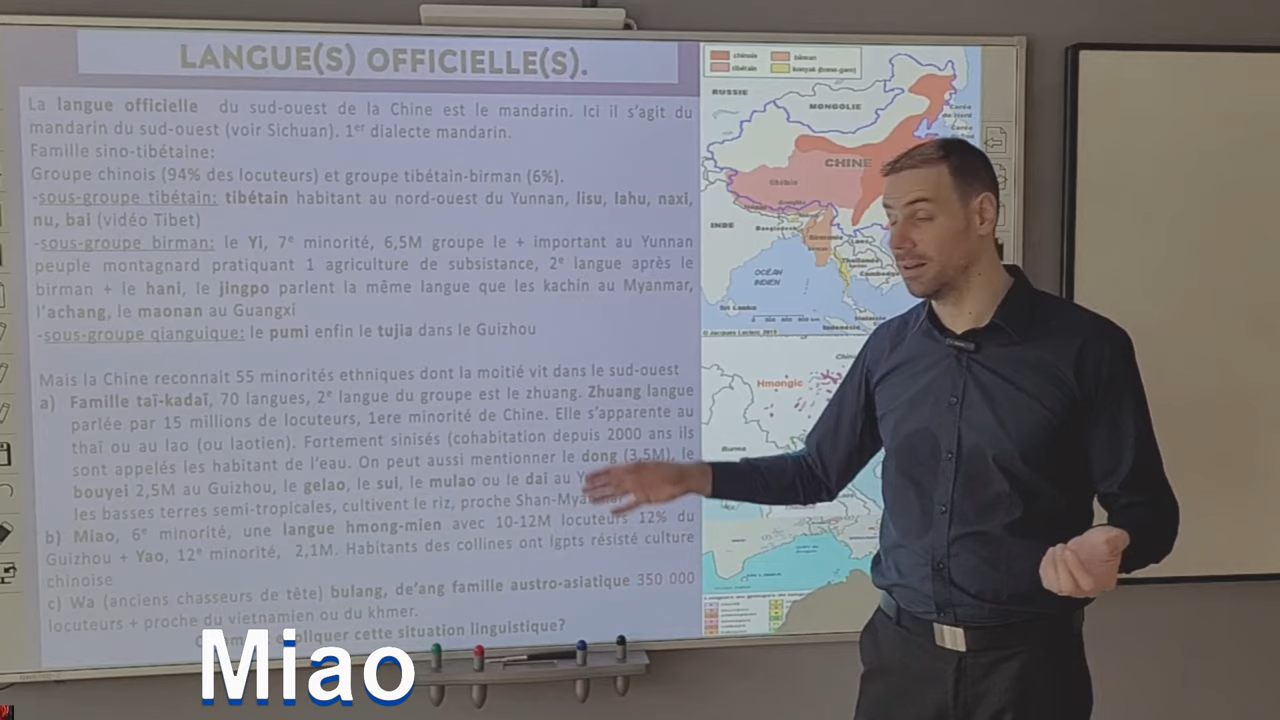 LANGUE(S) OFFICIELLE(S).
La langue officielle du sud-ouest de la Chine est le mandarin. Ici il s'agit du
mandarin du sud-ouest (voir Sichuan). 1er dialecte mandarin.
Famille sino-tibétaine:
Groupe chinois (94% des locuteurs) et groupe tibétain-birman (6%).
-sous-groupe tibétain: tibétain habitant au nord-ouest du Yunnan, lisu, lahu, naxi,
nu, bai (vidéo Tibet)
-sous-groupe birman: le Yi, 7e minorité, 6,5M groupe le + important au Yunnan
peuple montagnard pratiquant 1 agriculture de subsistance, 2e langue après le
birman + le hani, le jingpo parlent la même langue que les kachin au Myanmar,
l'achang, le maonan au Guangxi
-sous-groupe qianguique: le pumi enfin le tujia dans le Guizhou
Mais la Chine reconnait 55 minorités ethniques dont la moitié vit dans le sud-ouest
a) Famille taï-kadaï, 70 langues, 2e langue du groupe est le zhuang. Zhuang langue
parlée par 15 millions de locuteurs, 1ere minorité de Chine. Elle s'apparente au
thaï ou au lao (ou laotien). Fortement sinisés (cohabitation depuis 2000 ans ils
sont appelés les habitant de l'eau. On peut aussi mentionner le dong (3,5M), le
bouyei 2,5M au Guizhou, le gelao, le sui, le mulao ou le dai au
les basses terres semi-tropicales, cultivent le riz, proche
b) Miao, 6e minorité, une langue hmong-mien avec 10-12M locuteurs 12% du
Guizhou + Yao, 12e minorité, 2,1M. Habitants des collines ont lgpts résisté culture
chinoise
c) Wa (anciens chasseurs de tête) bulang, de'ang famille austro-asiatique 350 000
locuteurs + proche du vietnamien ou du khmer.
cette situation linguistique?
chinois
birman
tibétain
RUSSIE
MONGOLIE
CHINE
INDE
Bangladesh
Birmanie
Laos
Thaïlande
Cambodge
OCÉAN
INDIEN
Sri Lanka
Indonésie
© Jacques Leclerc 2015
Hmongic
Burma
Miao